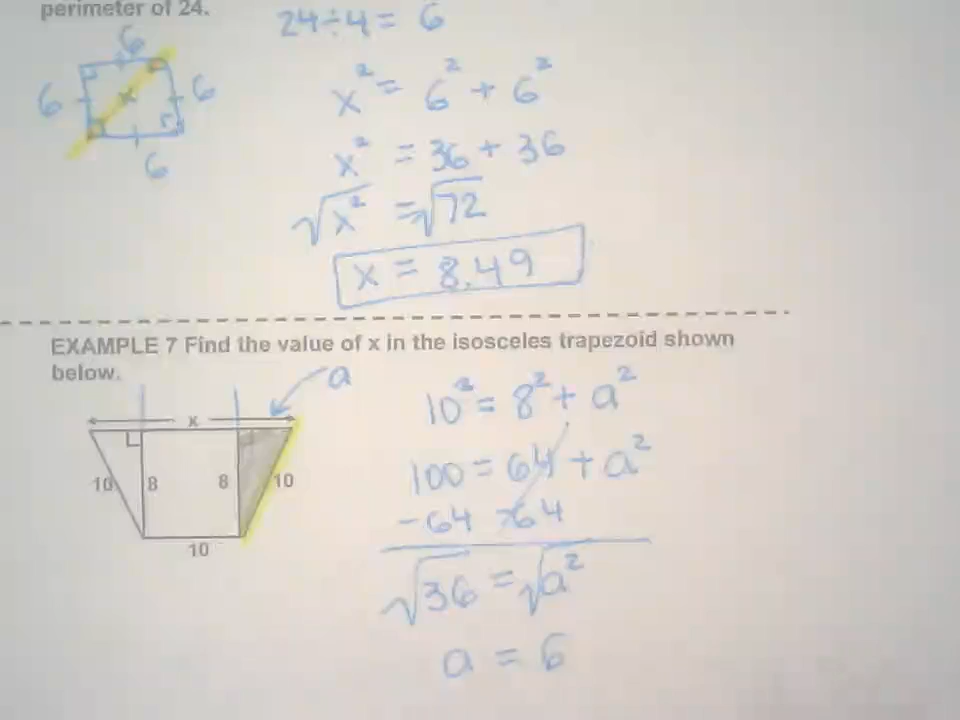 perimeter of 24.
24÷4 = 6
6
6 x 6
6
x² = 6² + 6²
x² = 36 + 36
√x² = √72
x = 8.49
EXAMPLE 7 Find the value of x in the isosceles trapezoid shown
below.
a
x
10 8 8 10
10
10² = 8² + a²
100 = 64 + a²
-64 -64
√36 = √a²
a = 6